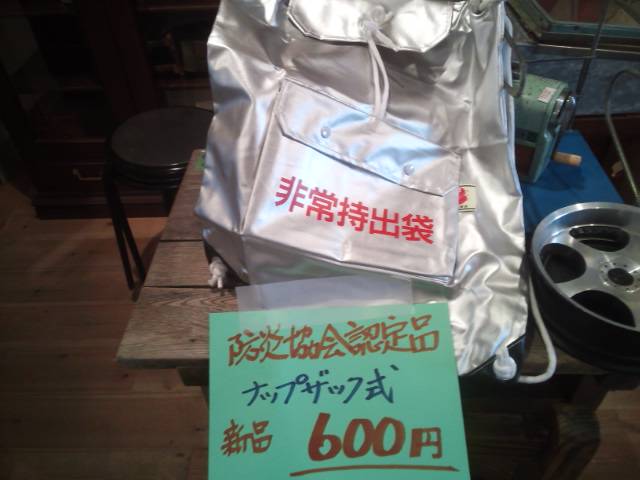 非常持出袋
防炎協会認定品
ナップザック式
新品 600円